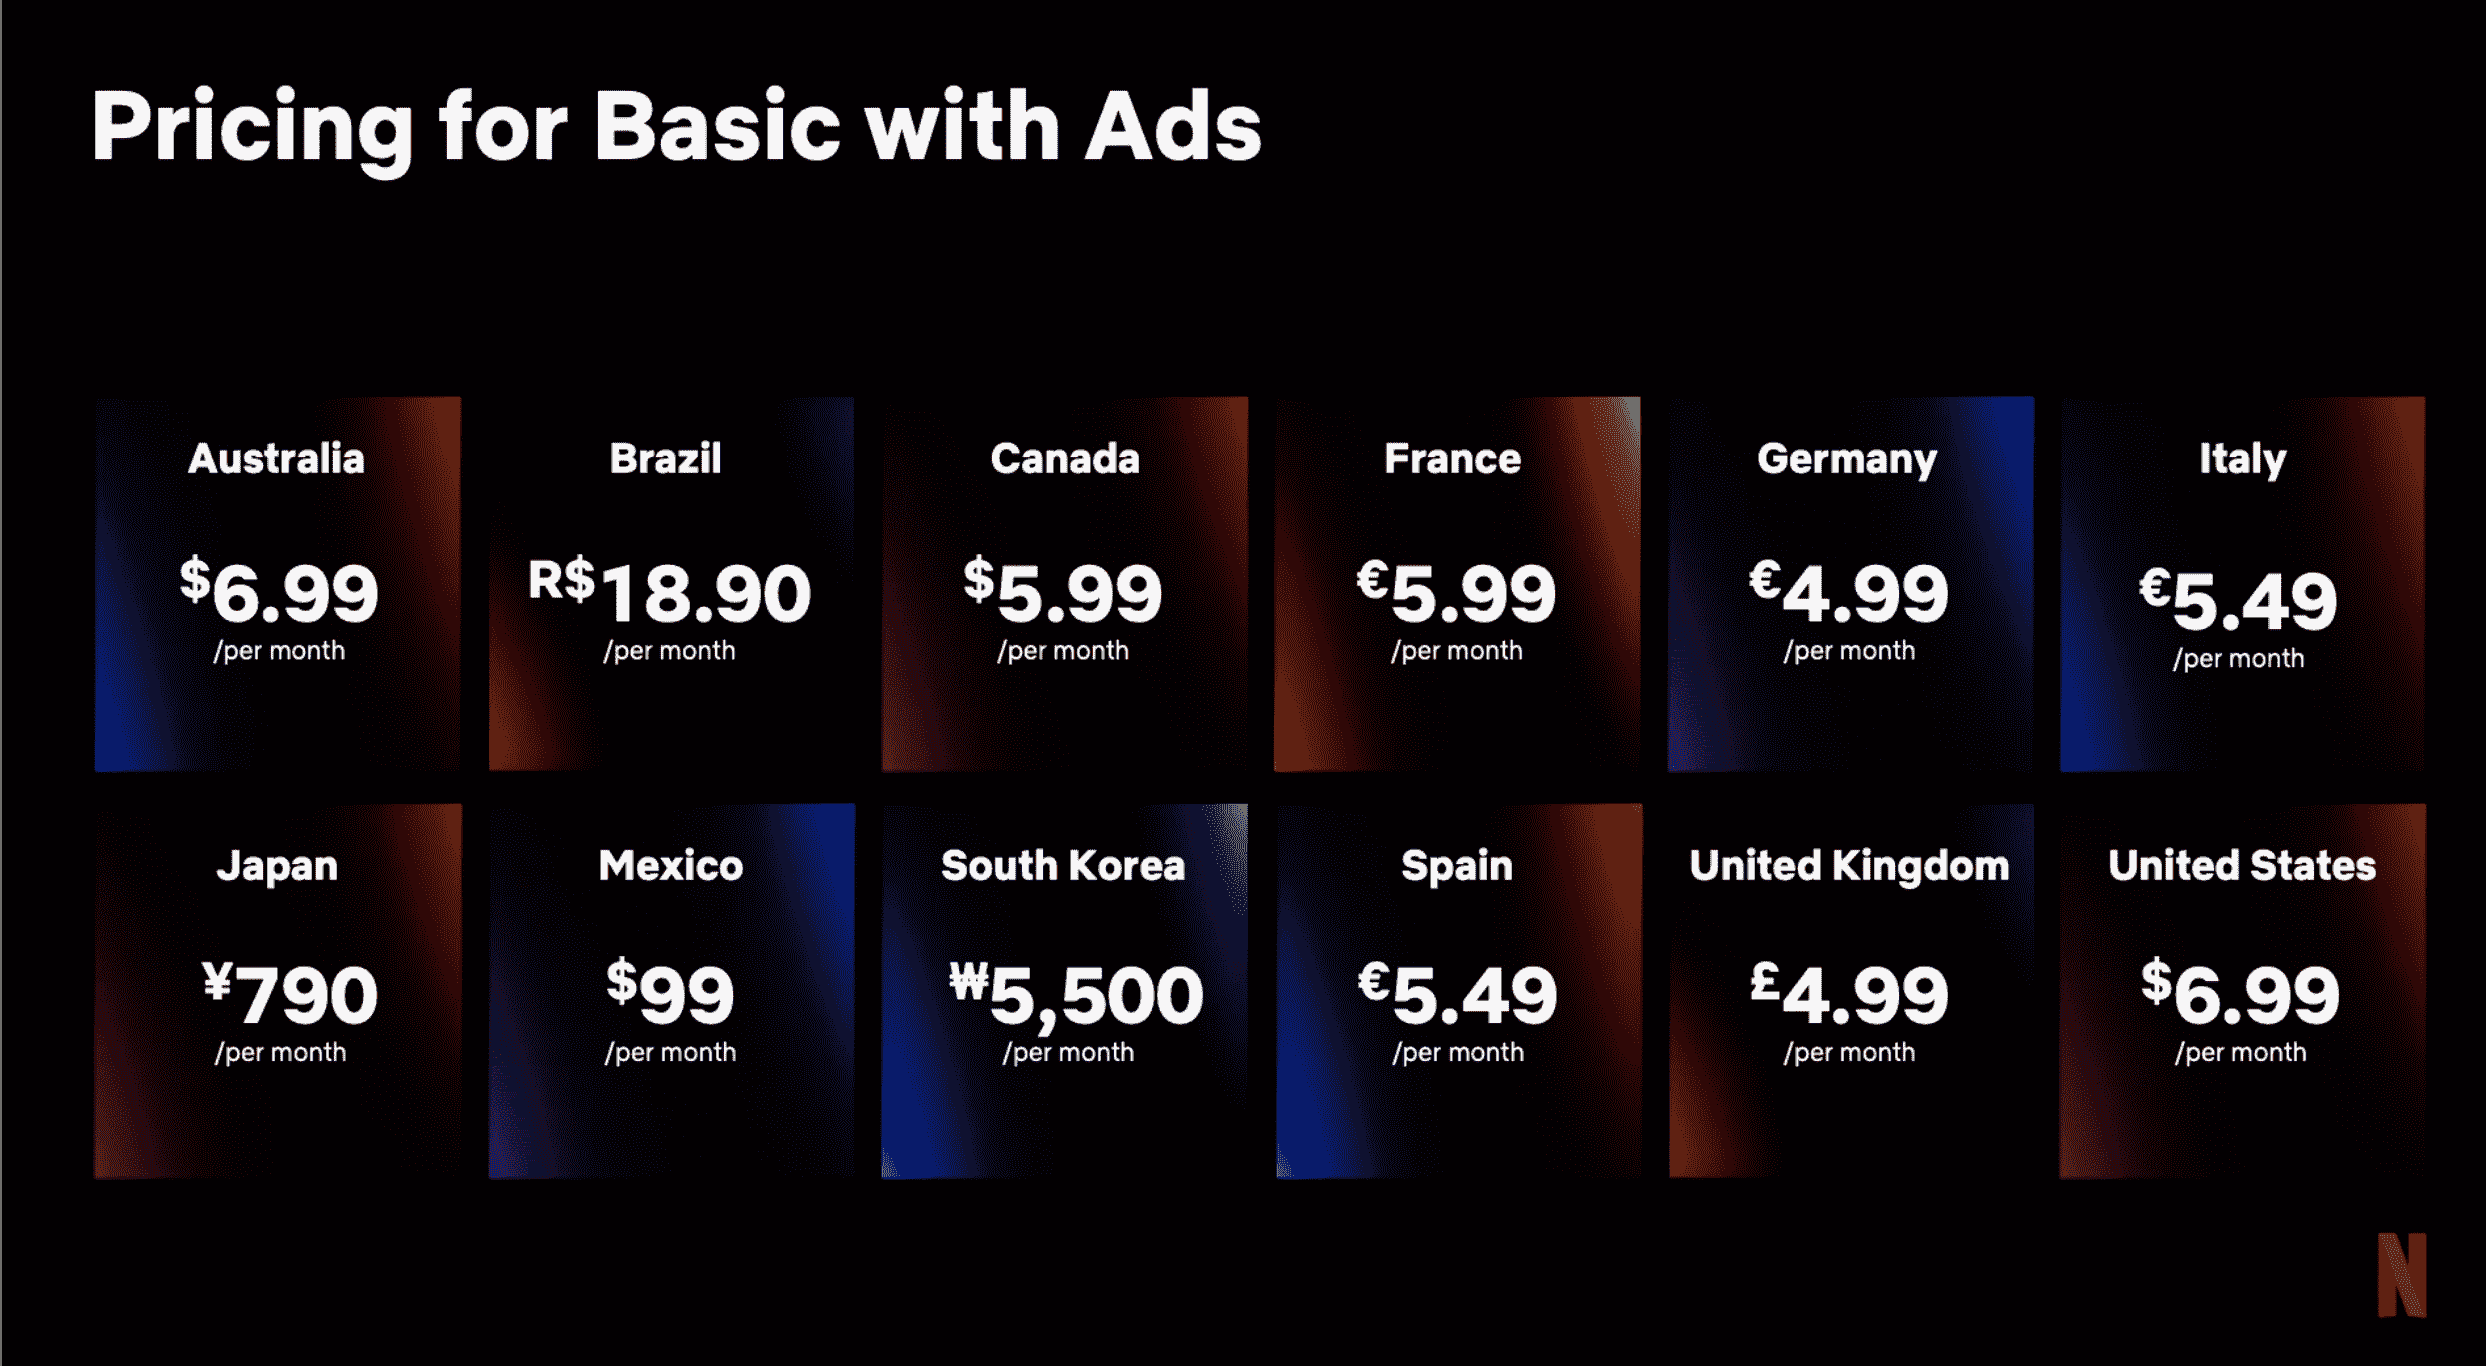 Pricing for Basic with Ads
Australia
$6.99
/per month
Brazil
R$18.90
/per month
Canada
$5.99
/per month
France
€5.99
/per month
Germany
€4.99
/per month
Italy
€5.49
/per month
Japan
¥790
/per month
Mexico
$99
/per month
South Korea
₩5,500
/per month
Spain
€5.49
/per month
United Kingdom
£4.99
/per month
United States
$6.99
/per month
N